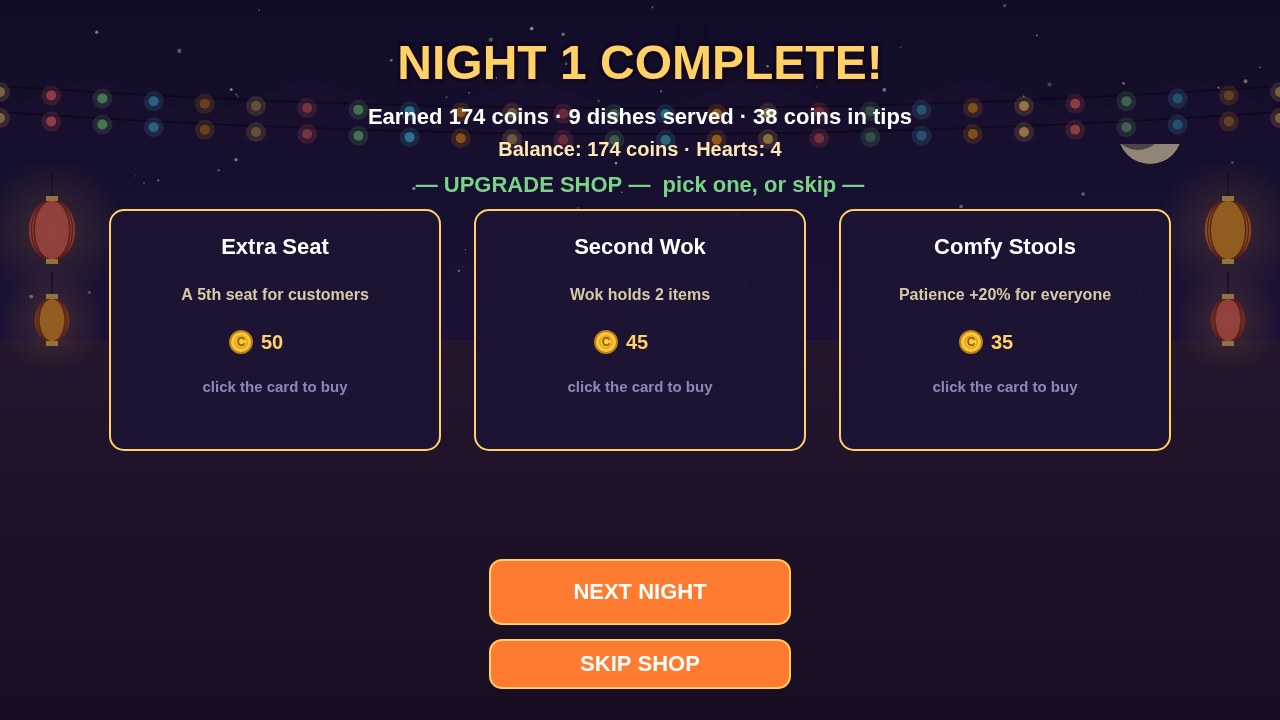 NIGHT 1 COMPLETE!
Earned 174 coins · 9 dishes served · 38 coins in tips
Balance: 174 coins · Hearts: 4
— UPGRADE SHOP —  pick one, or skip —
Extra Seat
A 5th seat for customers
C 50
click the card to buy
Second Wok
Wok holds 2 items
C 45
click the card to buy
Comfy Stools
Patience +20% for everyone
C 35
click the card to buy
NEXT NIGHT
SKIP SHOP